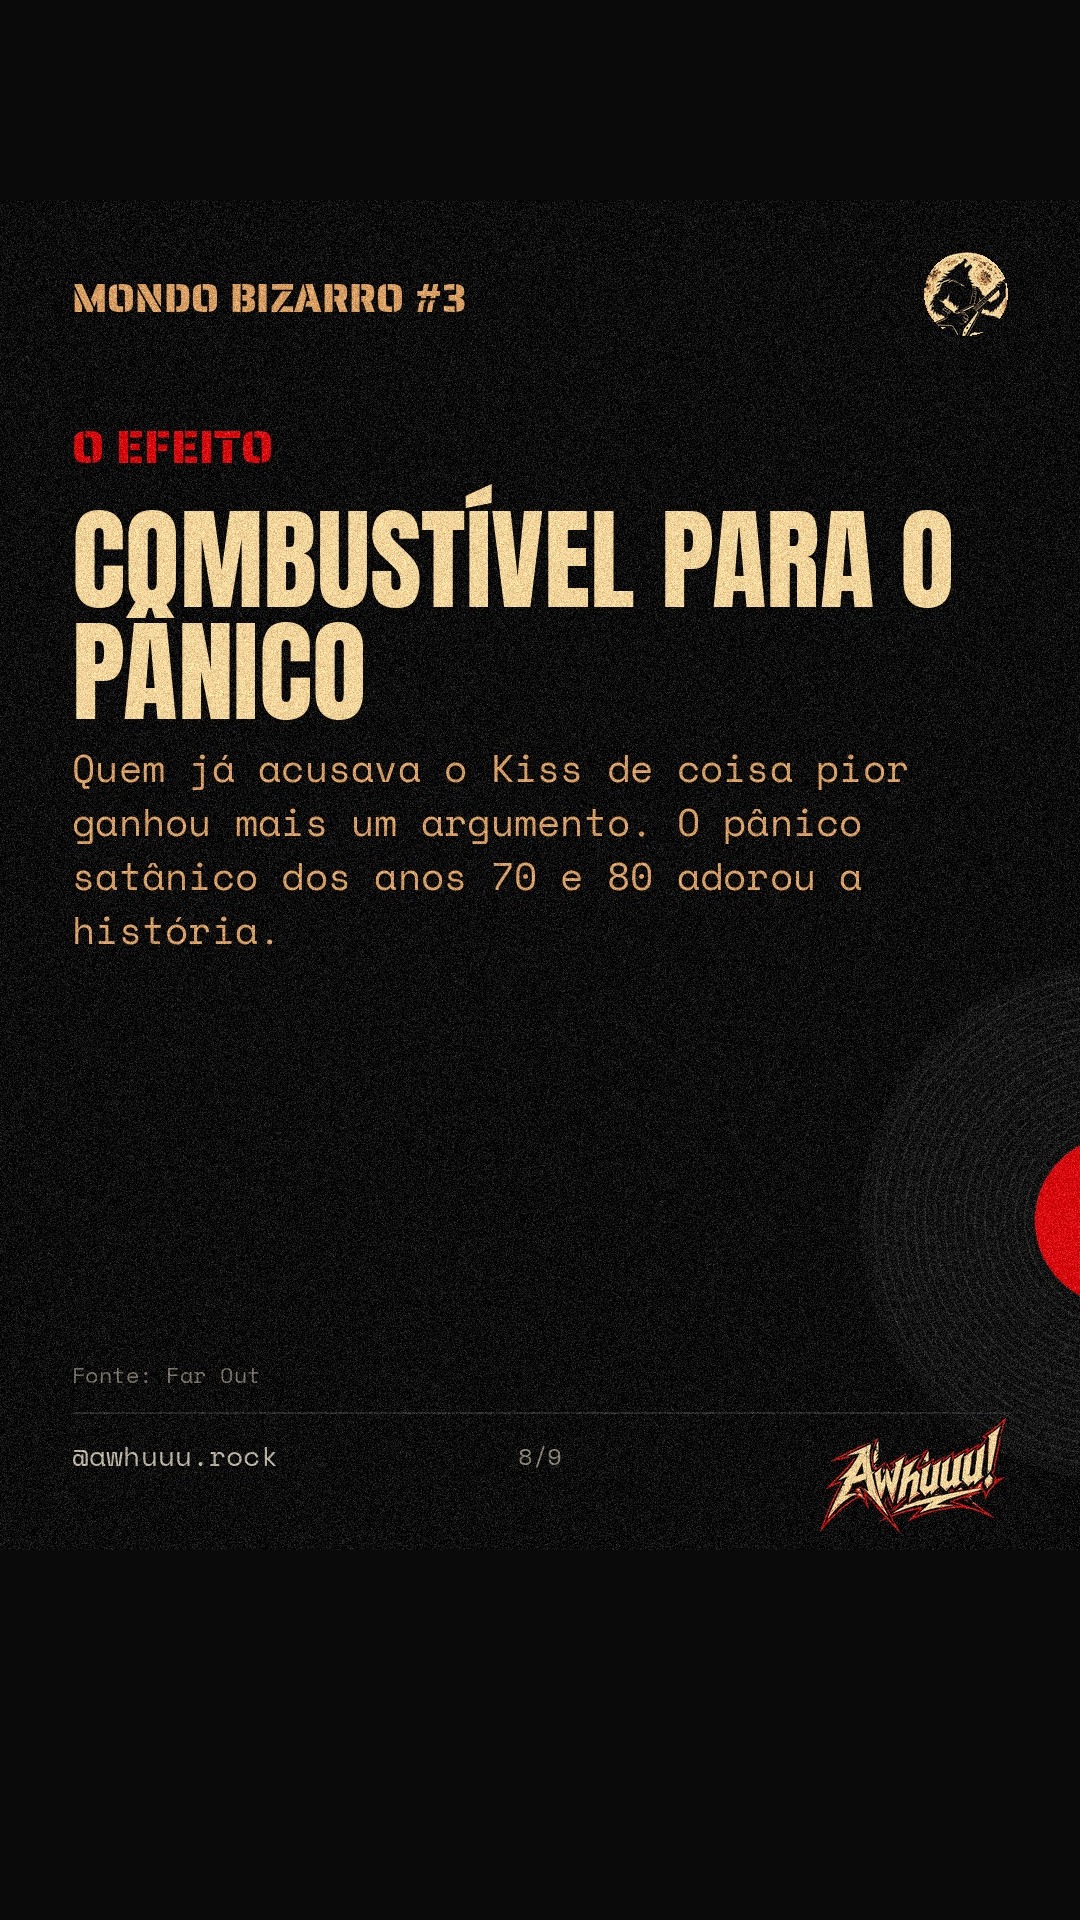 MONDO BIZARRO #3
O EFEITO
COMBUSTÍVEL PARA O
PÂNICO
Quem já acusava o Kiss de coisa pior
ganhou mais um argumento. O pânico
satânico dos anos 70 e 80 adorou a
história.
Fonte: Far Out
@awhuuu.rock
8/9
Awhuuu!